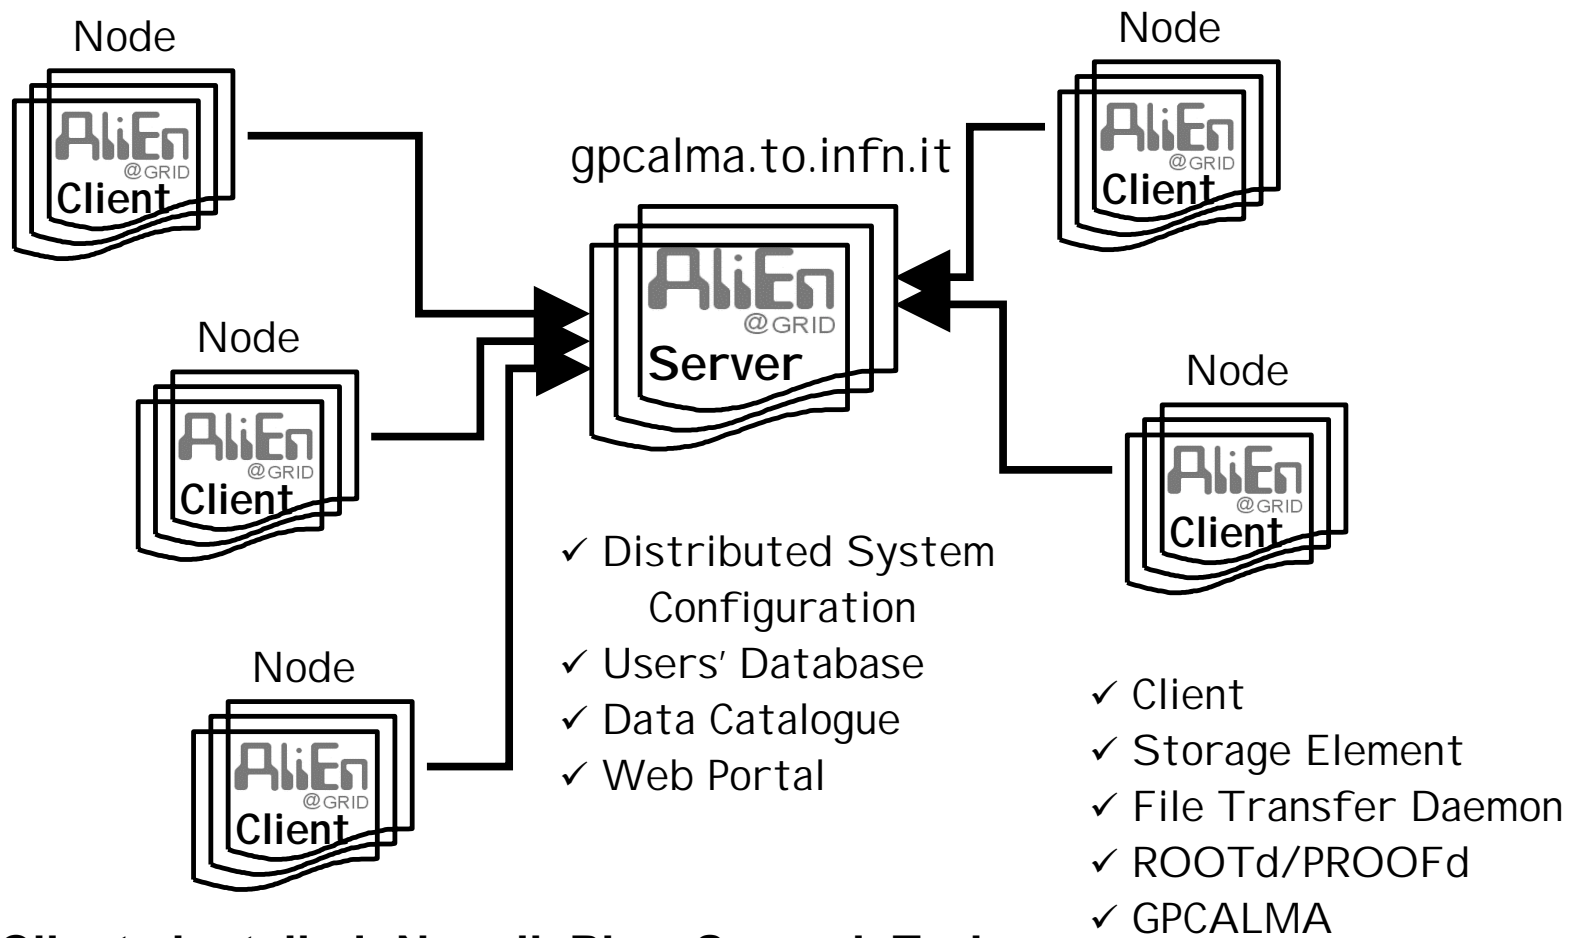 Node
AliEn
@GRID
Client
Node
AliEn
@GRID
Client
gpcalma.to.infn.it
AliEn
@GRID
Server
Node
AliEn
@GRID
Client
Node
AliEn
@GRID
Client
Node
AliEn
@GRID
Client
✓ Distributed System
Configuration
✓ Users' Database
✓ Data Catalogue
✓ Web Portal
✓ Client
✓ Storage Element
✓ File Transfer Daemon
✓ ROOTd/PROOFd
✓ GPCALMA